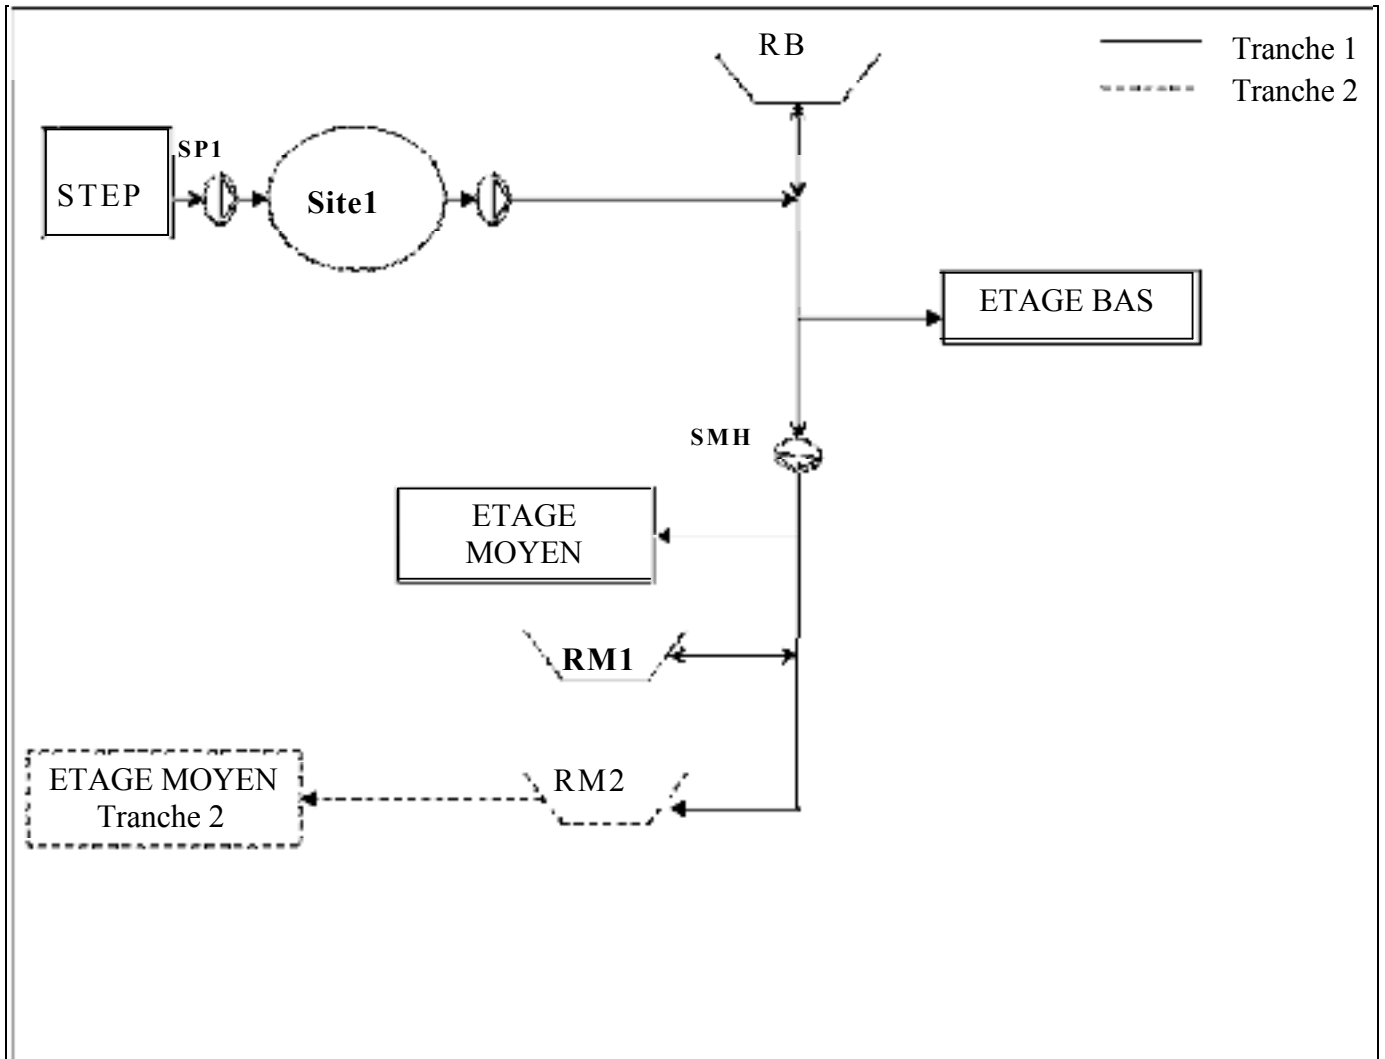 RB
Tranche 1
Tranche 2
SP1
STEP
Site1
ETAGE BAS
SMH
ETAGE
MOYEN
RM1
RM2
ETAGE MOYEN
Tranche 2